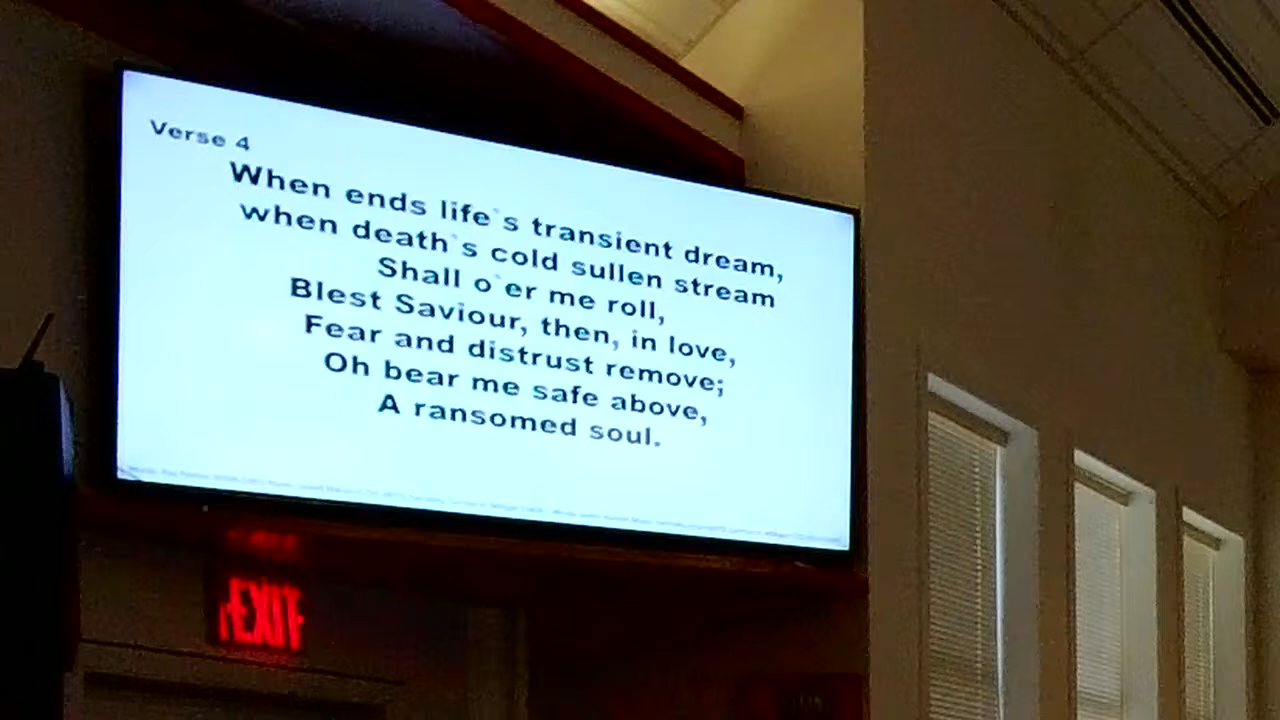 Verse 4
When ends life`s transient dream,
when death`s cold sullen stream
Shall o`er me roll,
Blest Saviour, then, in love,
Fear and distrust remove;
Oh bear me safe above,
A ransomed soul.
EXIT